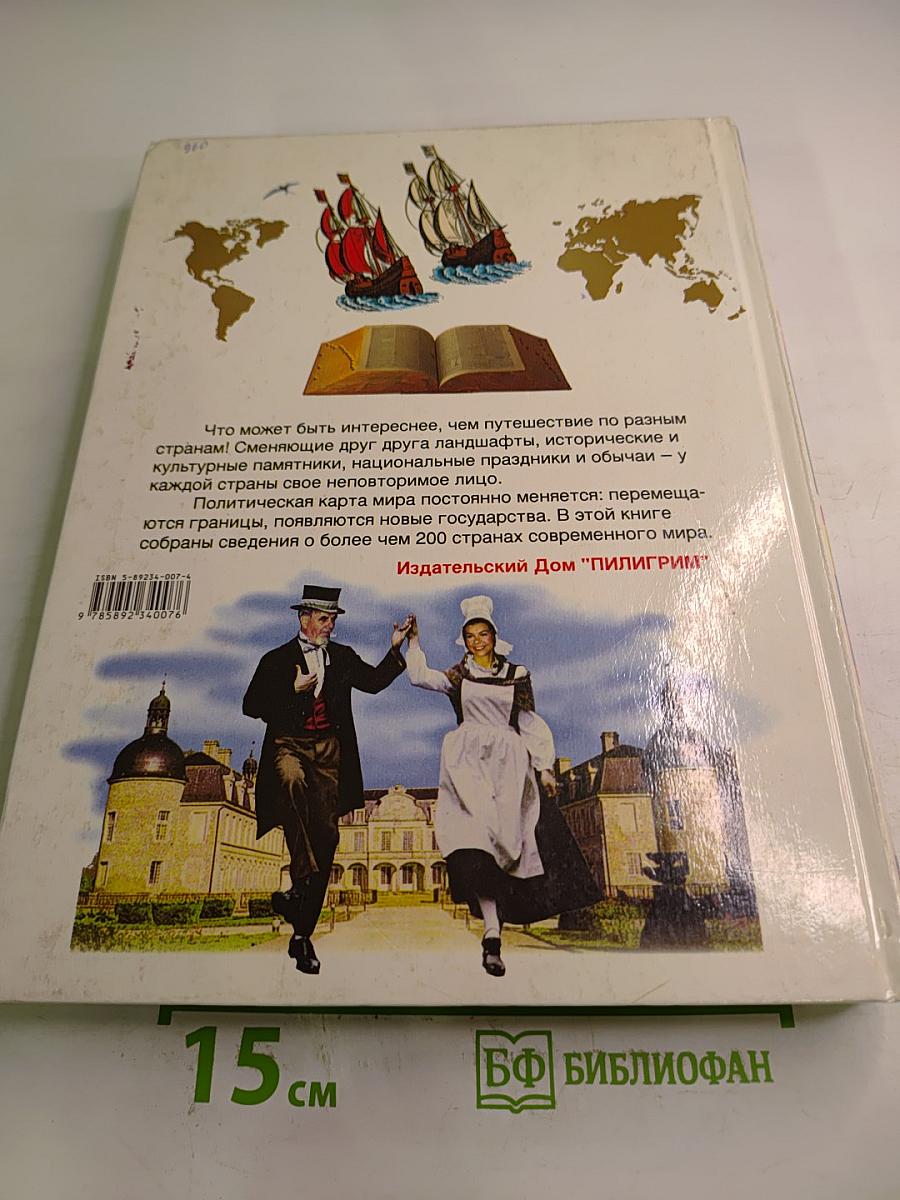 960
Что может быть интереснее, чем путешествие по разным
странам! Сменяющие друг друга ландшафты, исторические и
культурные памятники, национальные праздники и обычаи – у
каждой страны свое неповторимое лицо.
Политическая карта мира постоянно меняется: перемеща-
ются границы, появляются новые государства. В этой книге
собраны сведения о более чем 200 странах современного мира.
Издательский Дом "ПИЛИГРИМ"
ISBN 5-89234-007-4
9 785892 340076
15 см
БФ БИБЛИОФАН